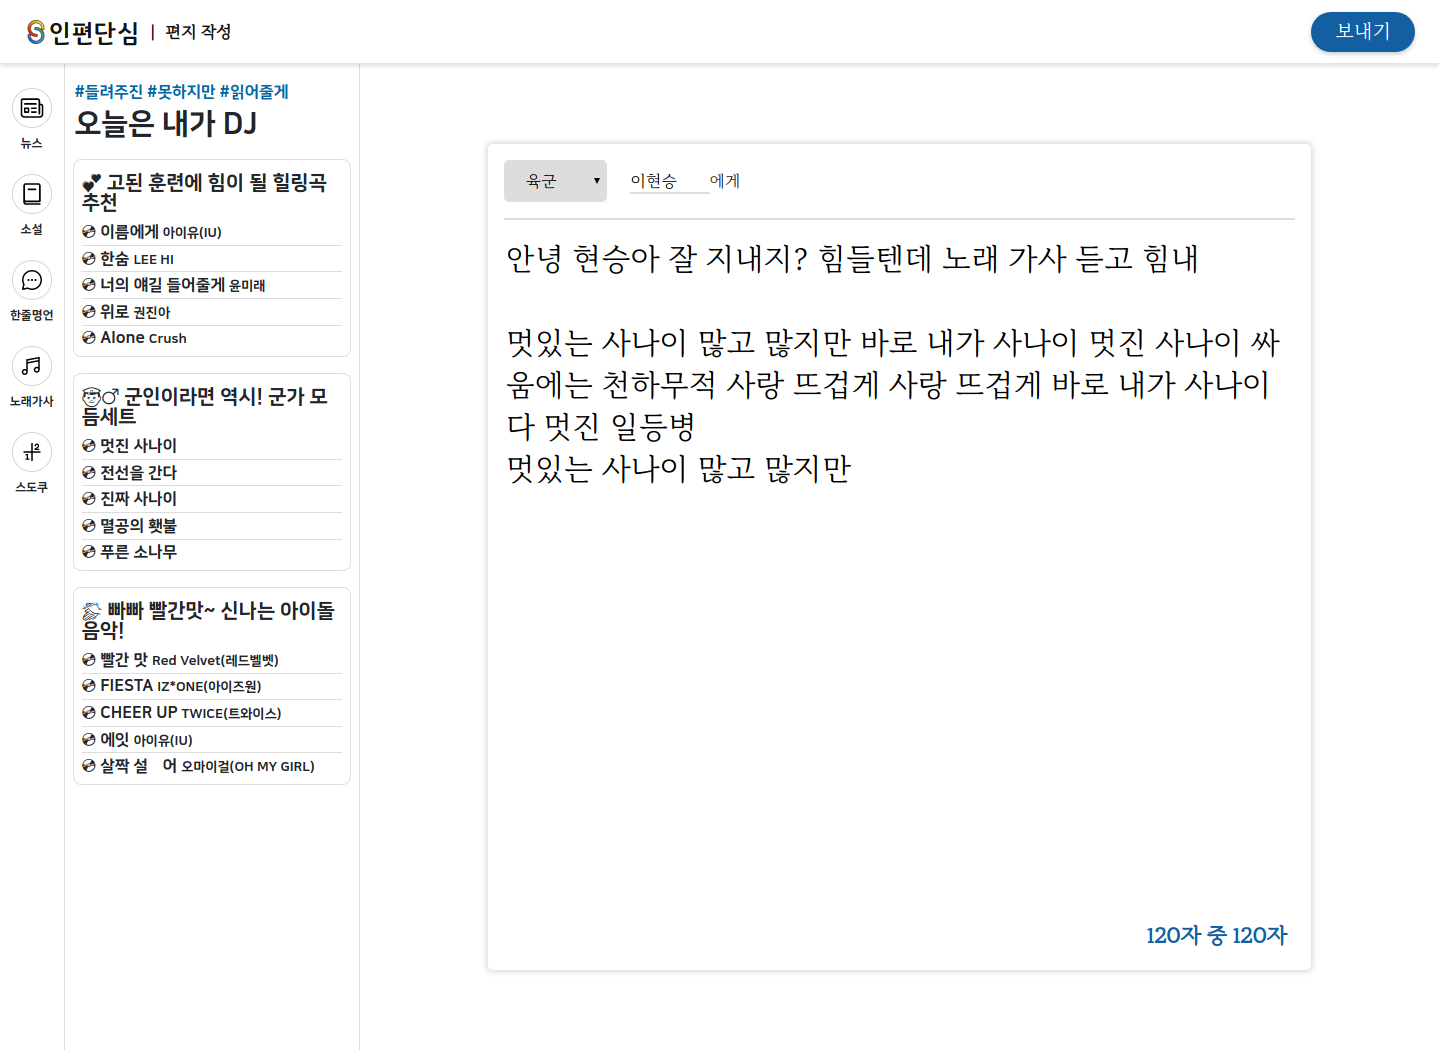 인편단심 | 편지 작성
보내기
뉴스
소설
한줄명언
노래가사
스도쿠
#들려주진 #못하지만 #읽어줄게
오늘은 내가 DJ
💕 고된 훈련에 힘이 될 힐링곡
추천
💿 이름에게 아이유(IU)
💿 한숨 LEE HI
💿 너의 얘길 들어줄게 윤미래
💿 위로 권진아
💿 Alone Crush
군인이라면 역시! 군가 모
듬세트
💿 멋진 사나이
💿 전선을 간다
💿 진짜 사나이
💿 멸공의 횃불
💿 푸른 소나무
빠빠 빨간맛~ 신나는 아이돌
음악!
💿 빨간 맛 Red Velvet(레드벨벳)
💿 FIESTA IZ*ONE(아이즈원)
💿 CHEER UP TWICE(트와이스)
💿 에잇 아이유(IU)
💿 살짝 설 어 오마이걸(OH MY GIRL)
육군 ▾ 이현승 에게
안녕 현승아 잘 지내지? 힘들텐데 노래 가사 듣고 힘내
멋있는 사나이 많고 많지만 바로 내가 사나이 멋진 사나이 싸
움에는 천하무적 사랑 뜨겁게 사랑 뜨겁게 바로 내가 사나이
다 멋진 일등병
멋있는 사나이 많고 많지만
120자 중 120자